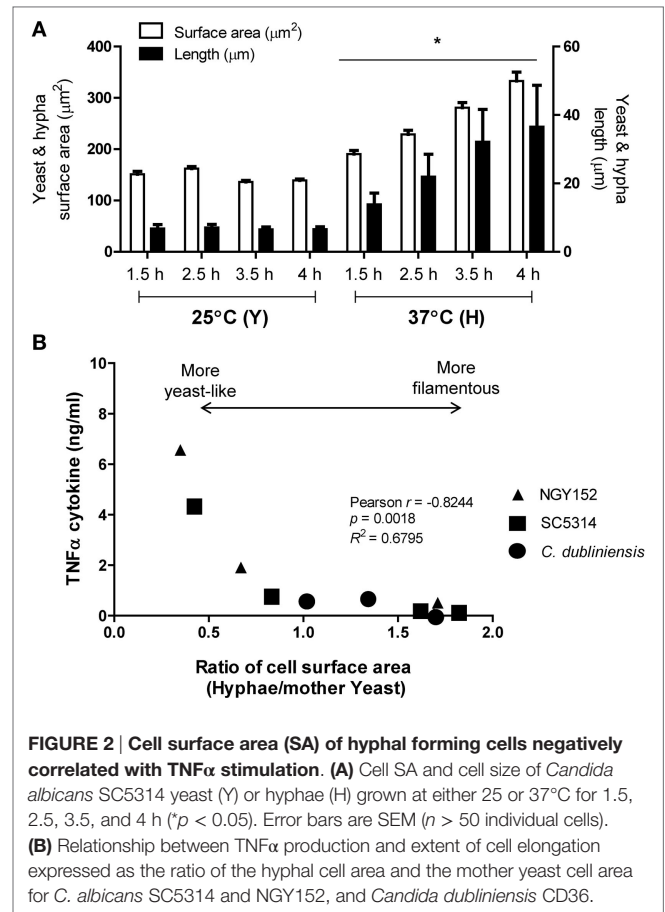 A
Surface area (μm²)
Length (μm)
*
400
300
200
100
0
Yeast & hypha
surface area (μm²)
60
40
20
0
Yeast & hypha
length (μm)
1.5 h 2.5 h 3.5 h 4 h 1.5 h 2.5 h 3.5 h 4 h
25°C (Y) 37°C (H)
B
10
8
6
4
2
0
TNFα cytokine (ng/ml)
More
yeast-like
More
filamentous
Pearson r = -0.8244
p = 0.0018
R² = 0.6795
NGY152
SC5314
C. dubliniensis
0.0 0.5 1.0 1.5 2.0
Ratio of cell surface area
(Hyphae/mother Yeast)
FIGURE 2 | Cell surface area (SA) of hyphal forming cells negatively
correlated with TNFα stimulation. (A) Cell SA and cell size of Candida
albicans SC5314 yeast (Y) or hyphae (H) grown at either 25 or 37°C for 1.5,
2.5, 3.5, and 4 h (*p < 0.05). Error bars are SEM (n > 50 individual cells).
(B) Relationship between TNFα production and extent of cell elongation
expressed as the ratio of the hyphal cell area and the mother yeast cell area
for C. albicans SC5314 and NGY152, and Candida dubliniensis CD36.